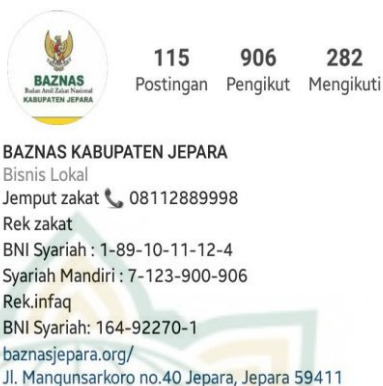 BAZNAS
Badan Amil Zakat Nasional
KABUPATEN JEPARA
115 906 282
Postingan Pengikut Mengikuti
BAZNAS KABUPATEN JEPARA
Bisnis Lokal
Jemput zakat 📞 08112889998
Rek zakat
BNI Syariah : 1-89-10-11-12-4
Syariah Mandiri : 7-123-900-906
Rek.infaq
BNI Syariah: 164-92270-1
baznasjepara.org/
Jl. Mangunsarkoro no.40 Jepara, Jepara 59411